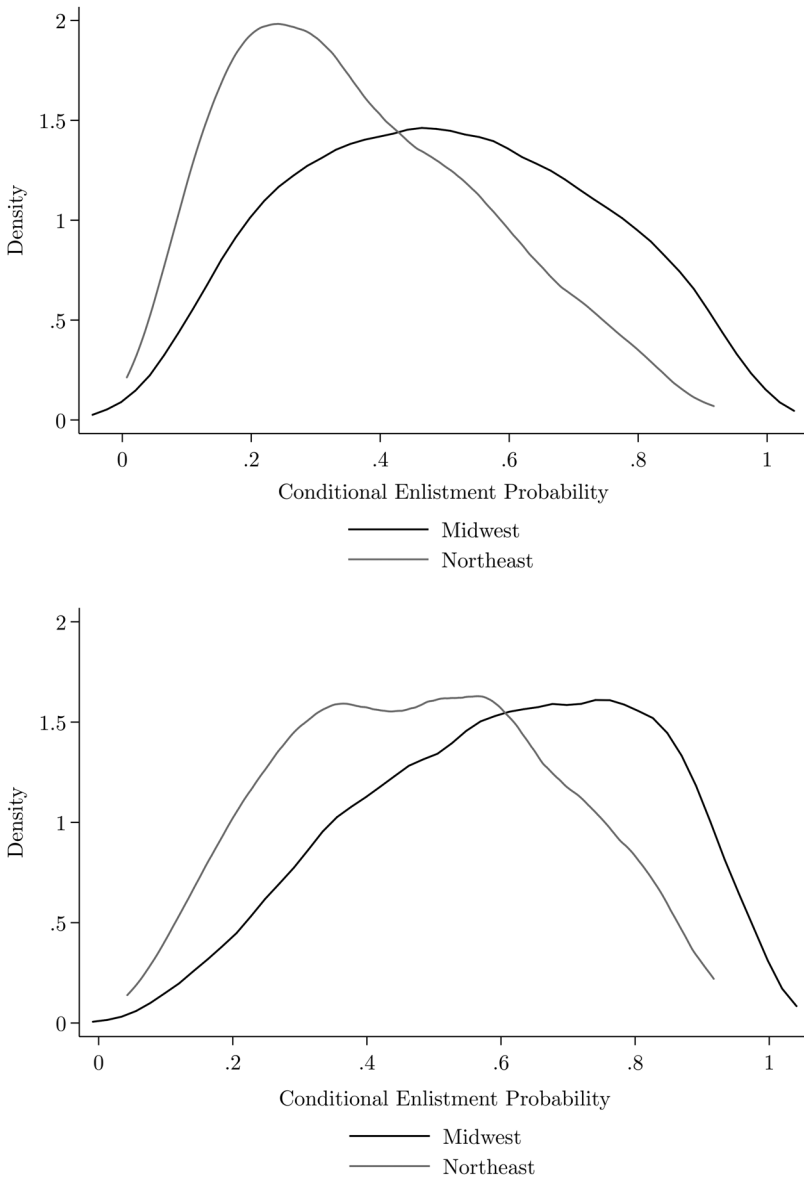 2
1.5
1
.5
0
Density
0 .2 .4 .6 .8 1
Conditional Enlistment Probability
Midwest
Northeast
2
1.5
1
.5
0
Density
0 .2 .4 .6 .8 1
Conditional Enlistment Probability
Midwest
Northeast